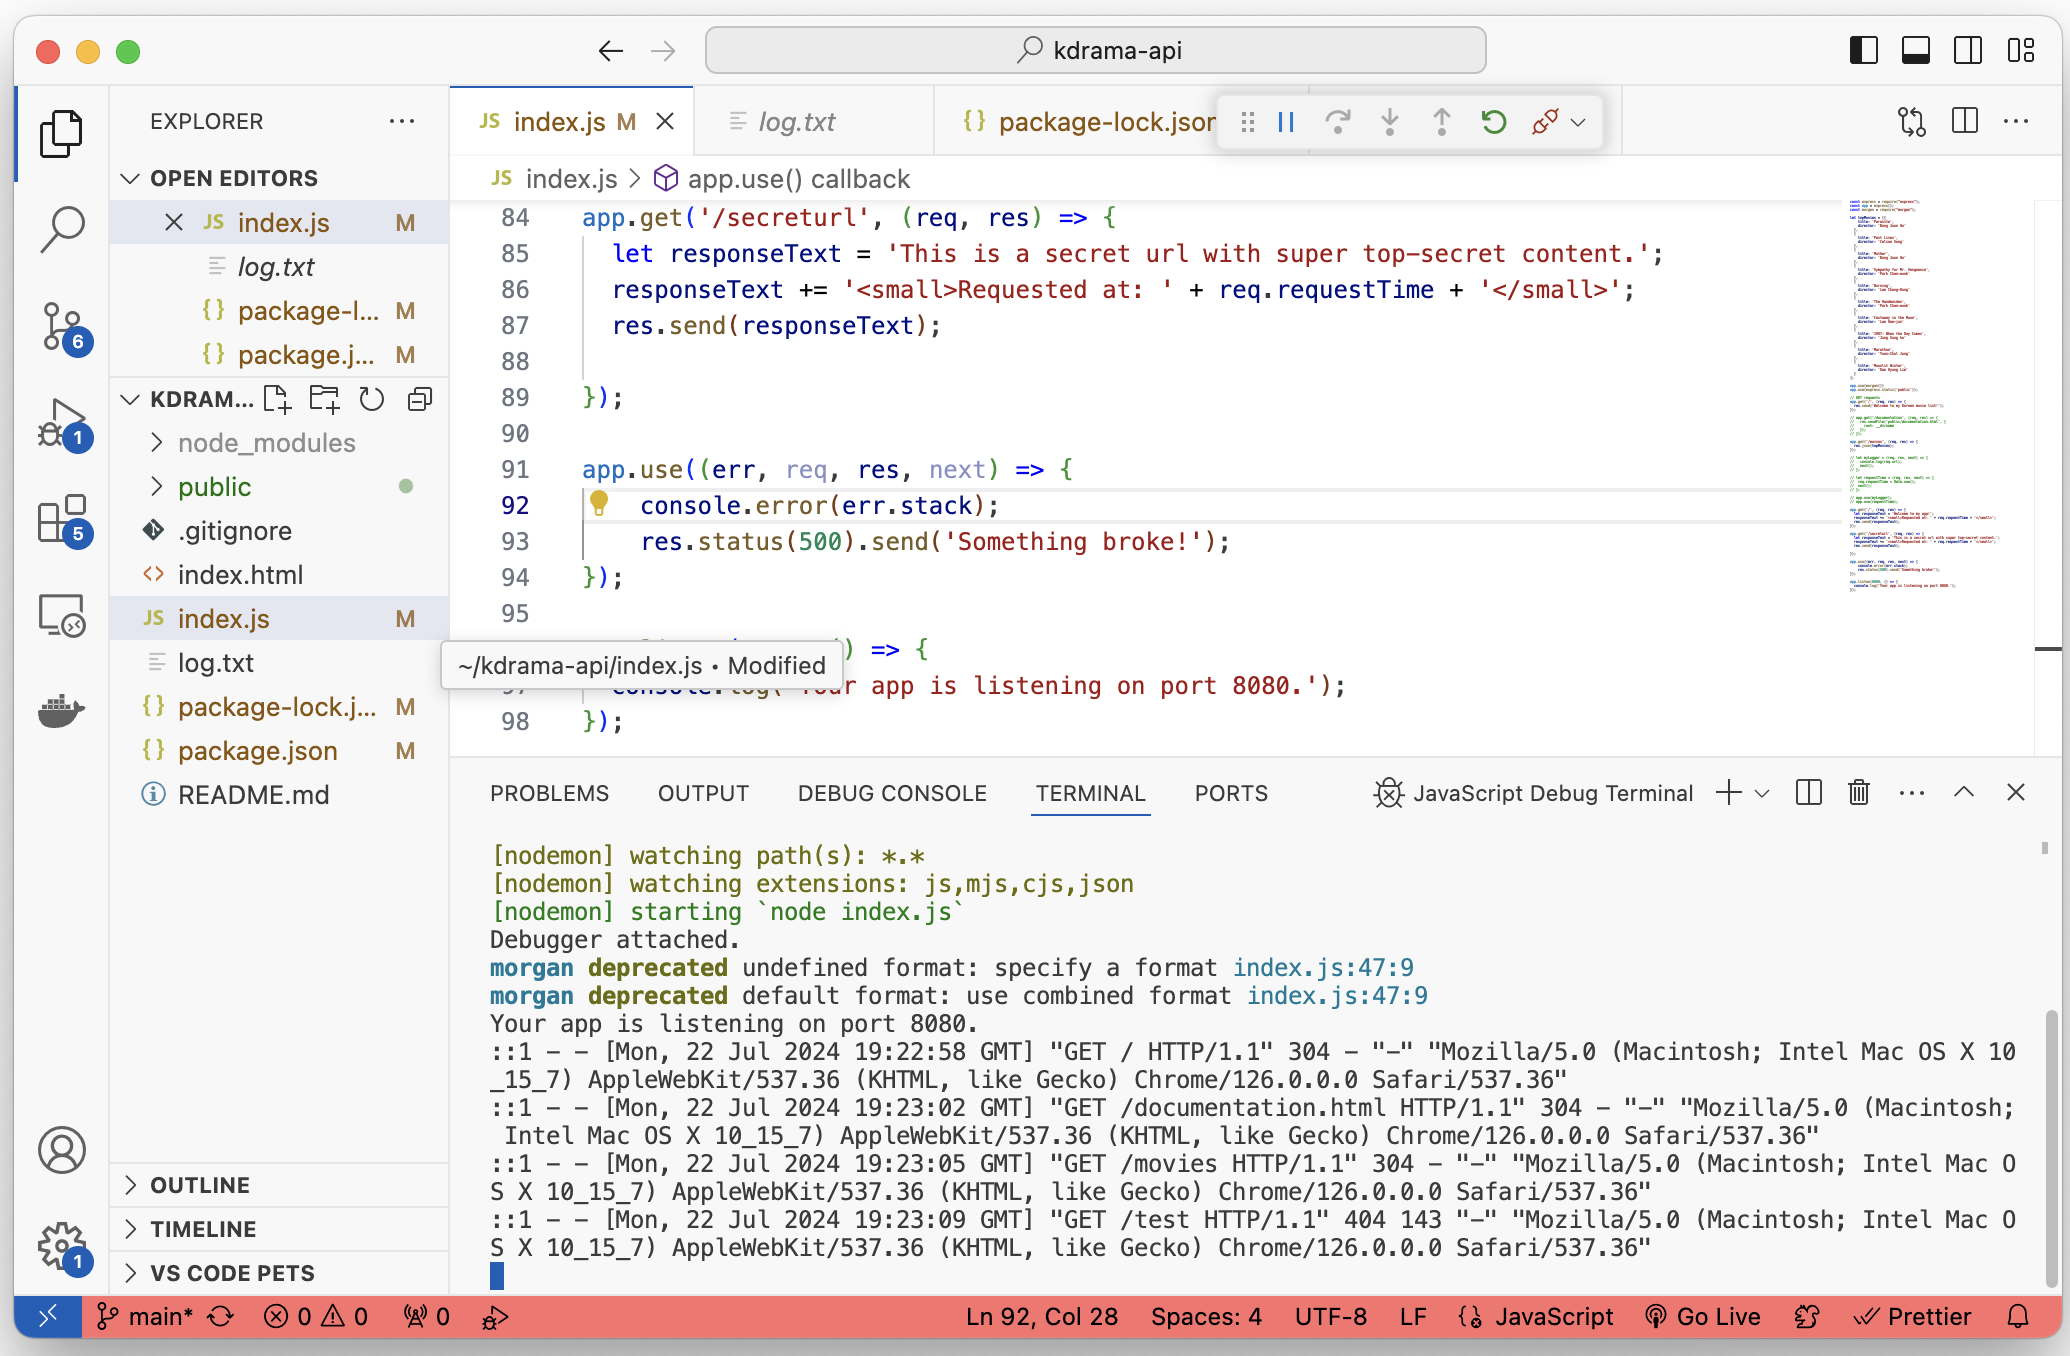 kdrama-api
EXPLORER
OPEN EDITORS
JS index.js M
log.txt
{} package-l... M
{} package.j... M
KDRAM...
node_modules
public
.gitignore
index.html
JS index.js M
log.txt
{} package-lock.j... M
{} package.json M
README.md
OUTLINE
TIMELINE
VS CODE PETS
6
1
5
1
JS index.js M
log.txt
{} package-lock.json
JS index.js > app.use() callback
84 app.get('/secreturl', (req, res) => {
85 let responseText = 'This is a secret url with super top-secret content.';
86 responseText += '<small>Requested at: ' + req.requestTime + '</small>';
87 res.send(responseText);
88
89 });
90
91 app.use((err, req, res, next) => {
92 console.error(err.stack);
93 res.status(500).send('Something broke!');
94 });
95
) => {
~/kdrama-api/index.js • Modified
app is listening on port 8080.');
98 });
PROBLEMS OUTPUT DEBUG CONSOLE TERMINAL PORTS JavaScript Debug Terminal
[nodemon] watching path(s): *.*
[nodemon] watching extensions: js,mjs,cjs,json
[nodemon] starting `node index.js`
Debugger attached.
morgan deprecated undefined format: specify a format index.js:47:9
morgan deprecated default format: use combined format index.js:47:9
Your app is listening on port 8080.
::1 - - [Mon, 22 Jul 2024 19:22:58 GMT] "GET / HTTP/1.1" 304 - "-" "Mozilla/5.0 (Macintosh; Intel Mac OS X 10
_15_7) AppleWebKit/537.36 (KHTML, like Gecko) Chrome/126.0.0.0 Safari/537.36"
::1 - - [Mon, 22 Jul 2024 19:23:02 GMT] "GET /documentation.html HTTP/1.1" 304 - "-" "Mozilla/5.0 (Macintosh;
Intel Mac OS X 10_15_7) AppleWebKit/537.36 (KHTML, like Gecko) Chrome/126.0.0.0 Safari/537.36"
::1 - - [Mon, 22 Jul 2024 19:23:05 GMT] "GET /movies HTTP/1.1" 304 - "-" "Mozilla/5.0 (Macintosh; Intel Mac O
S X 10_15_7) AppleWebKit/537.36 (KHTML, like Gecko) Chrome/126.0.0.0 Safari/537.36"
::1 - - [Mon, 22 Jul 2024 19:23:09 GMT] "GET /test HTTP/1.1" 404 143 "-" "Mozilla/5.0 (Macintosh; Intel Mac O
S X 10_15_7) AppleWebKit/537.36 (KHTML, like Gecko) Chrome/126.0.0.0 Safari/537.36"
main* 0 0 0 Ln 92, Col 28 Spaces: 4 UTF-8 LF JavaScript Go Live Prettier